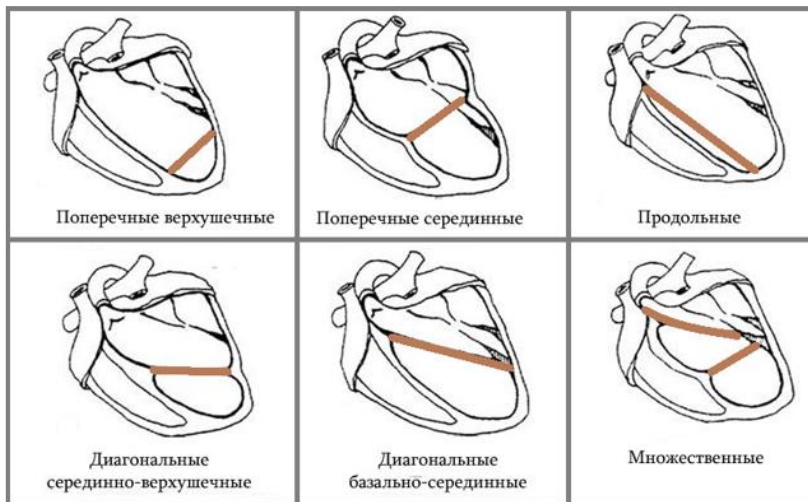 Поперечные верхушечные
Поперечные серединные
Продольные
Диагональные
серединно-верхушечные
Диагональные
базально-серединные
Множественные